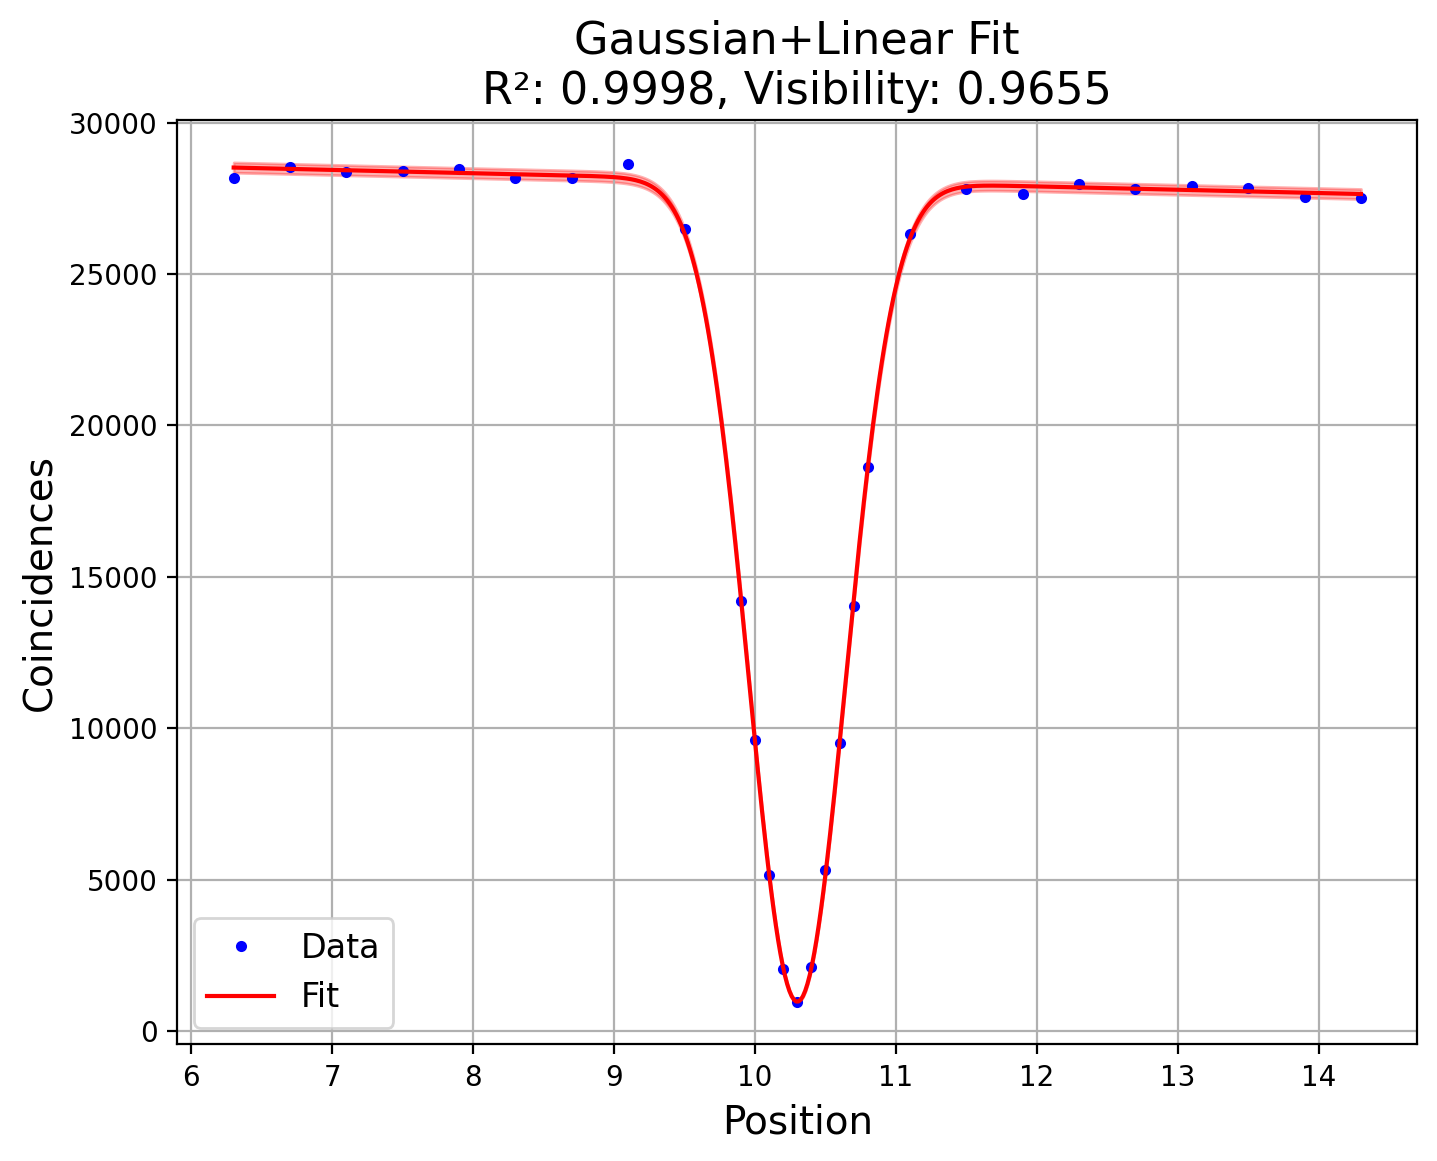 Gaussian+Linear Fit
R²: 0.9998, Visibility: 0.9655
30000
25000
20000
15000
10000
5000
0
Coincidences
Data
Fit
6 7 8 9 10 11 12 13 14
Position